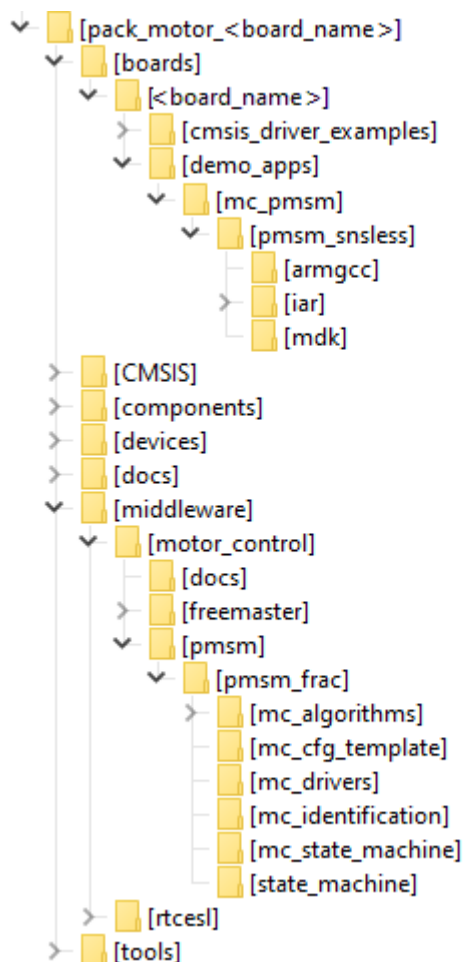 [pack_motor_<board_name>]
[boards]
[<board_name>]
[cmsis_driver_examples]
[demo_apps]
[mc_pmsm]
[pmsm_snsless]
[armgcc]
[iar]
[mdk]
[CMSIS]
[components]
[devices]
[docs]
[middleware]
[motor_control]
[docs]
[freemaster]
[pmsm]
[pmsm_frac]
[mc_algorithms]
[mc_cfg_template]
[mc_drivers]
[mc_identification]
[mc_state_machine]
[state_machine]
[rtcesl]
[tools]